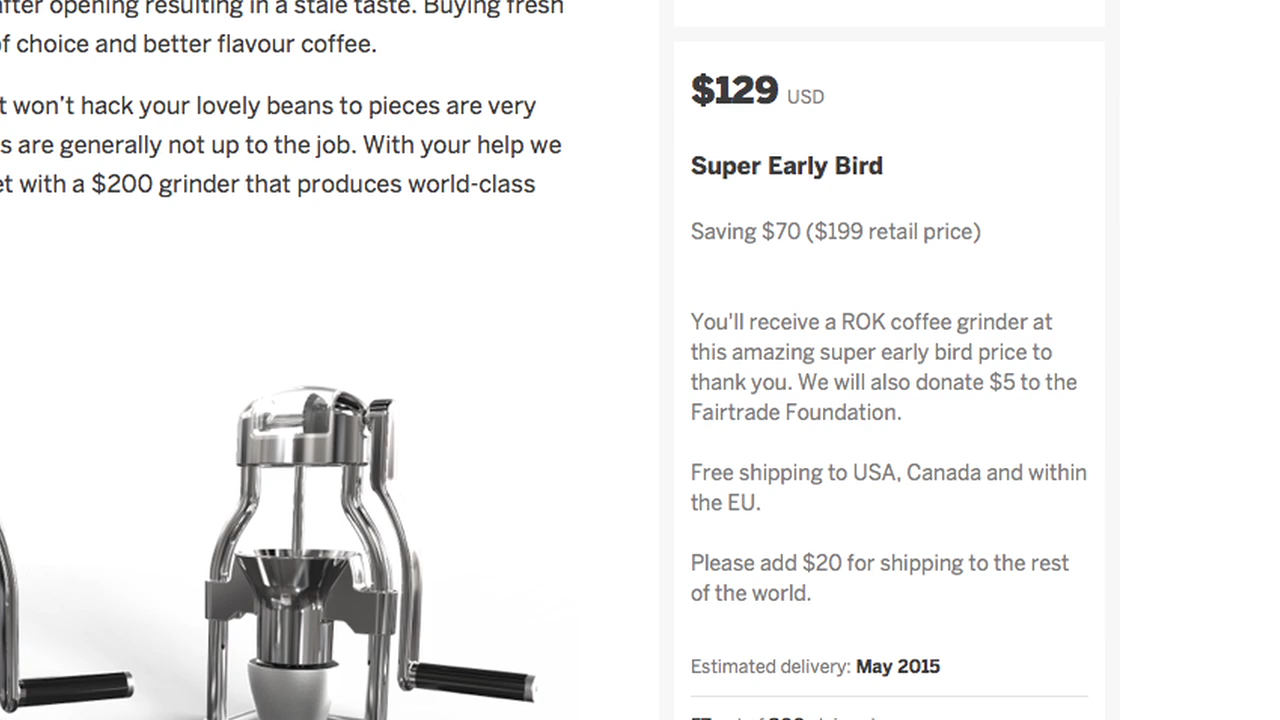 after opening resulting in a stale taste. Buying fresh
of choice and better flavour coffee.
t won't hack your lovely beans to pieces are very
s are generally not up to the job. With your help we
et with a $200 grinder that produces world-class
$129 USD
Super Early Bird
Saving $70 ($199 retail price)
You'll receive a ROK coffee grinder at
this amazing super early bird price to
thank you. We will also donate $5 to the
Fairtrade Foundation.
Free shipping to USA, Canada and within
the EU.
Please add $20 for shipping to the rest
of the world.
Estimated delivery: May 2015